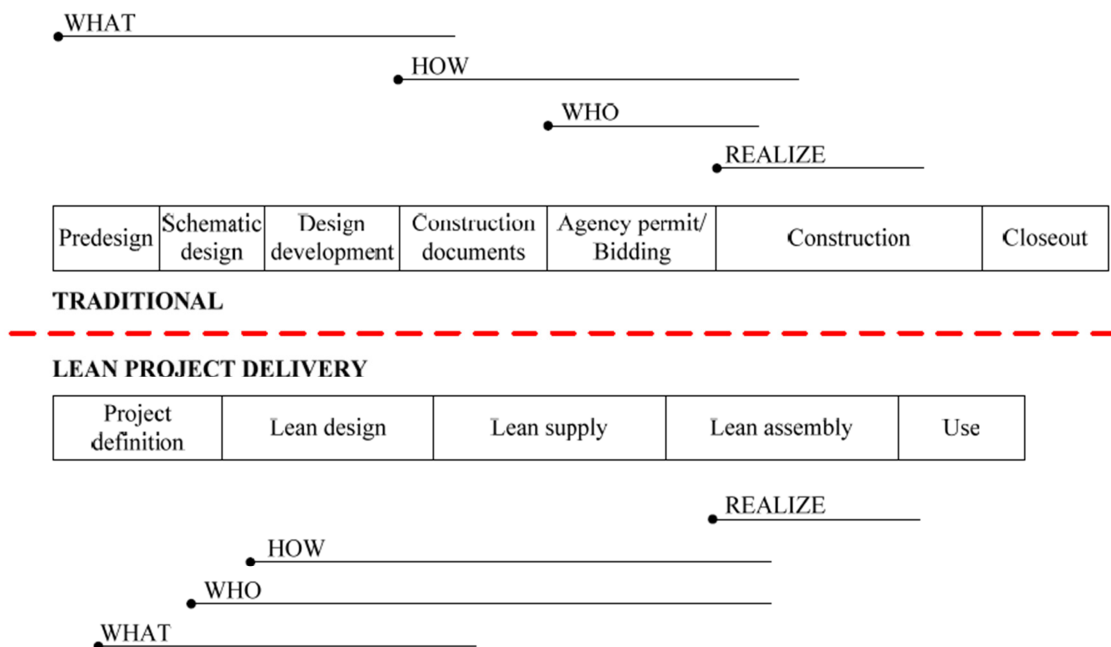 WHAT
HOW
WHO
REALIZE
Predesign
Schematic
design
Design
development
Construction
documents
Agency permit/
Bidding
Construction
Closeout
TRADITIONAL
LEAN PROJECT DELIVERY
Project
definition
Lean design
Lean supply
Lean assembly
Use
REALIZE
HOW
WHO
WHAT